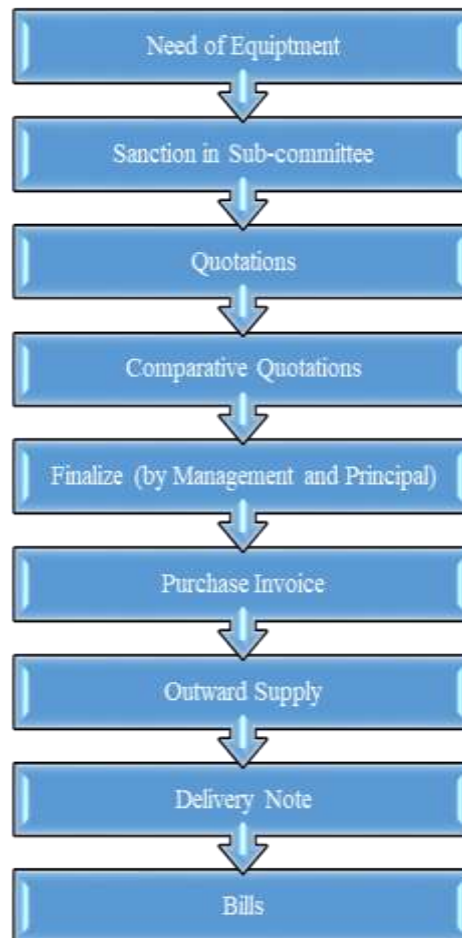 Need of Equiptment
Sanction in Sub-committee
Quotations
Comparative Quotations
Finalize (by Management and Principal)
Purchase Invoice
Outward Supply
Delivery Note
Bills